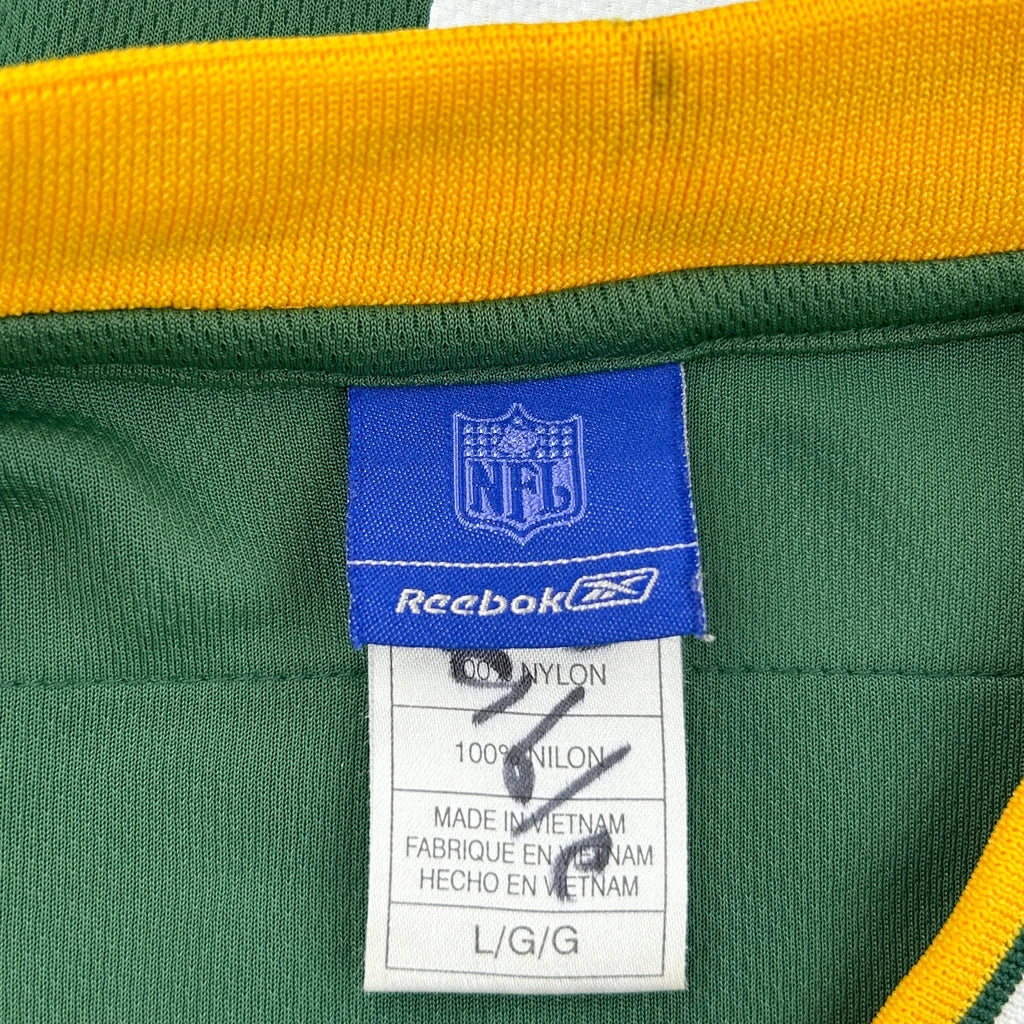 NFL
Reebok
100% NYLON
100% NILON
MADE IN VIETNAM
FABRIQUE EN VIETNAM
HECHO EN VIETNAM
L/G/G